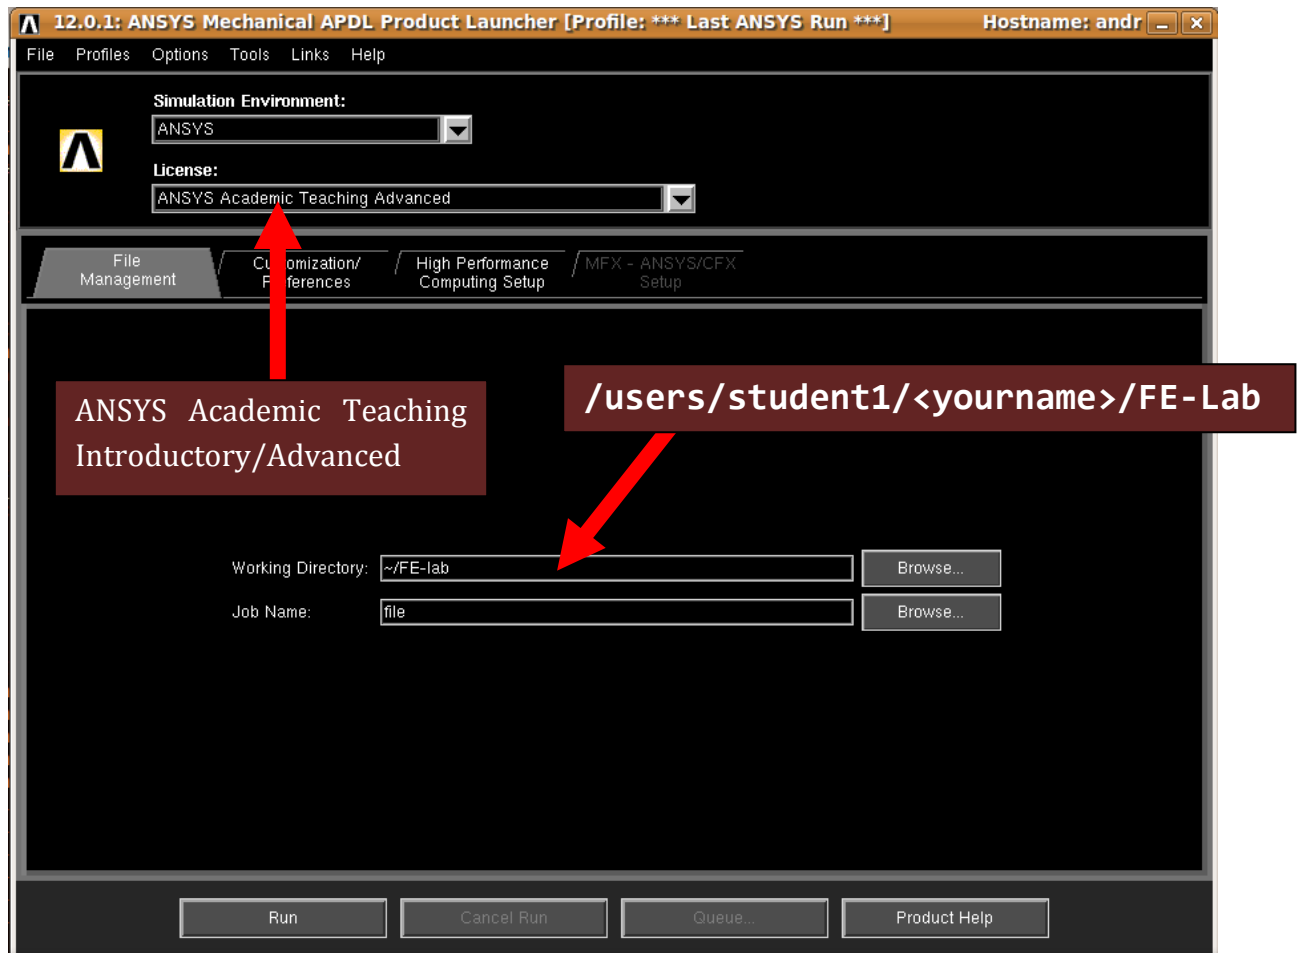 12.0.1: ANSYS Mechanical APDL Product Launcher [Profile: *** Last ANSYS Run ***] Hostname: andr
File Profiles Options Tools Links Help
Simulation Environment:
ANSYS
License:
ANSYS Academic Teaching Advanced
File
Management
High Performance
Computing Setup
MFX - ANSYS/CFX
Setup
ANSYS Academic Teaching
Introductory/Advanced
/users/student1/<yourname>/FE-Lab
Working Directory: ~/FE-lab Browse...
Job Name: file Browse...
Run Cancel Run Queue... Product Help